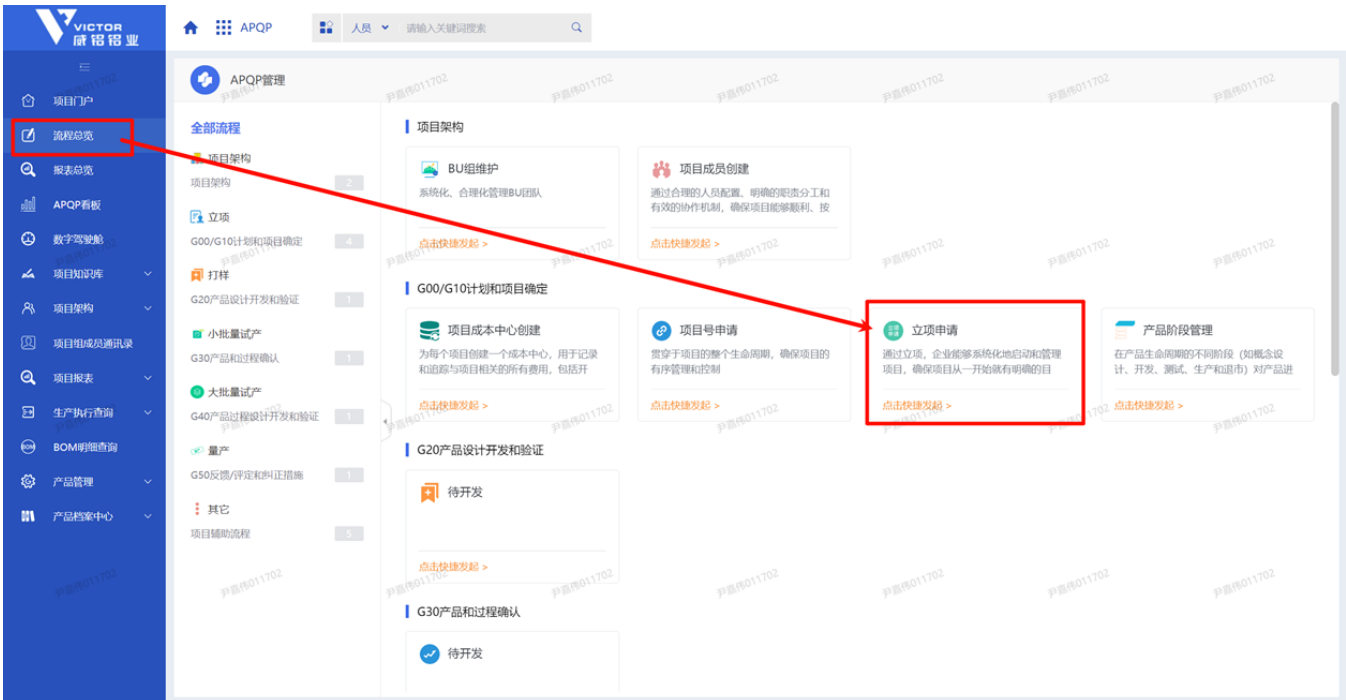 VICTOR
威铝铝业
APQP
人员
请输入关键词搜索
项目门户
流程总览
报表总览
APQP看板
数字驾驶舱
项目知识库
项目架构
项目组成员通讯录
项目报表
生产执行查询
BOM明细查询
产品管理
产品档案中心
APQP管理
全部流程
项目架构
项目架构
2
立项
G00/G10计划和项目确定
4
打样
G20产品设计开发和验证
1
小批量试产
G30产品和过程确认
1
大批量试产
G40产品过程设计开发和验证
1
量产
G50反馈/评定和纠正措施
1
其它
项目辅助流程
5
项目架构
BU组维护
系统化、合理化管理BU团队
点击快捷发起 >
项目成员创建
通过合理的人员配置、明确的职责分工和
有效的协作机制，确保项目能够顺利、按
点击快捷发起 >
G00/G10计划和项目确定
项目成本中心创建
为每个项目创建一个成本中心，用于记录
和追踪与项目相关的所有费用，包括开
点击快捷发起 >
项目号申请
贯穿于项目的整个生命周期，确保项目的
有序管理和控制
点击快捷发起 >
立项申请
通过立项，企业能够系统化地启动和管理
项目，确保项目从一开始就有明确的目
点击快捷发起 >
产品阶段管理
在产品生命周期的不同阶段（如概念设
计、开发、测试、生产和退市）对产品进
点击快捷发起 >
G20产品设计开发和验证
待开发
点击快捷发起 >
G30产品和过程确认
待开发
尹嘉伟011702